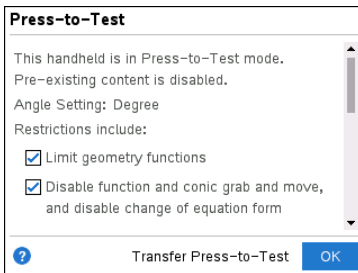 Press-to-Test
This handheld is in Press-to-Test mode.
Pre-existing content is disabled.
Angle Setting: Degree
Restrictions include:
Limit geometry functions
Disable function and conic grab and move,
and disable change of equation form
? Transfer Press-to-Test OK